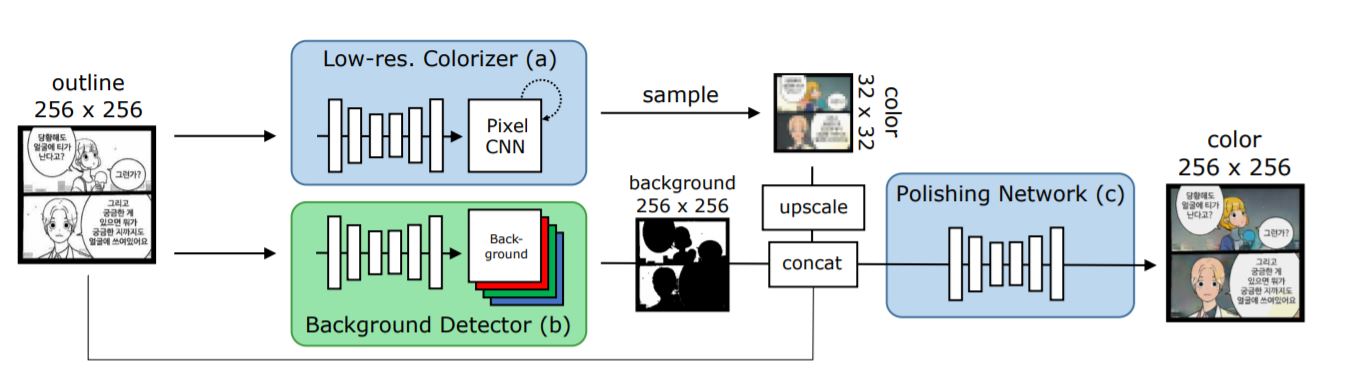 outline
256 x 256
당황해도
얼굴에 티가
난다고?
그런가?
그리고
궁금한 게
있으면 뭐가
궁금한 지까지도
얼굴에 쓰여있어요
Low-res. Colorizer (a)
Pixel
CNN
Back-
ground
Background Detector (b)
sample
color
32 x 32
background
256 x 256
upscale
concat
Polishing Network (c)
color
256 x 256
당황해도
얼굴에 티가
난다고?
그런가?
그리고
궁금한 게
있으면 뭐가
궁금한 지까지도
얼굴에 쓰여있어요